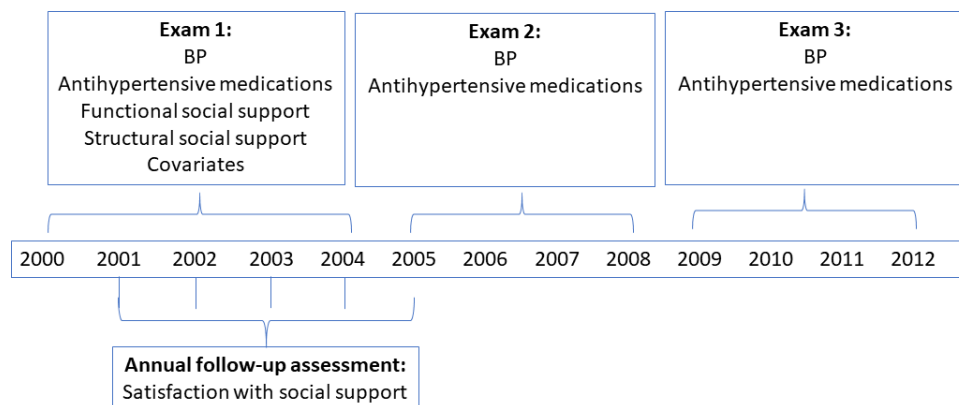 Exam 1:
BP
Antihypertensive medications
Functional social support
Structural social support
Covariates
Exam 2:
BP
Antihypertensive medications
Exam 3:
BP
Antihypertensive medications
2000 2001 2002 2003 2004 2005 2006 2007 2008 2009 2010 2011 2012
Annual follow-up assessment:
Satisfaction with social support